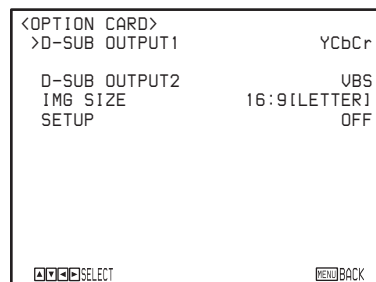 <OPTION CARD>
>D-SUB OUTPUT1 YCbCr
D-SUB OUTPUT2 VBS
IMG SIZE 16:9[LETTER]
SETUP OFF
▲▼◀▶SELECT MENU BACK